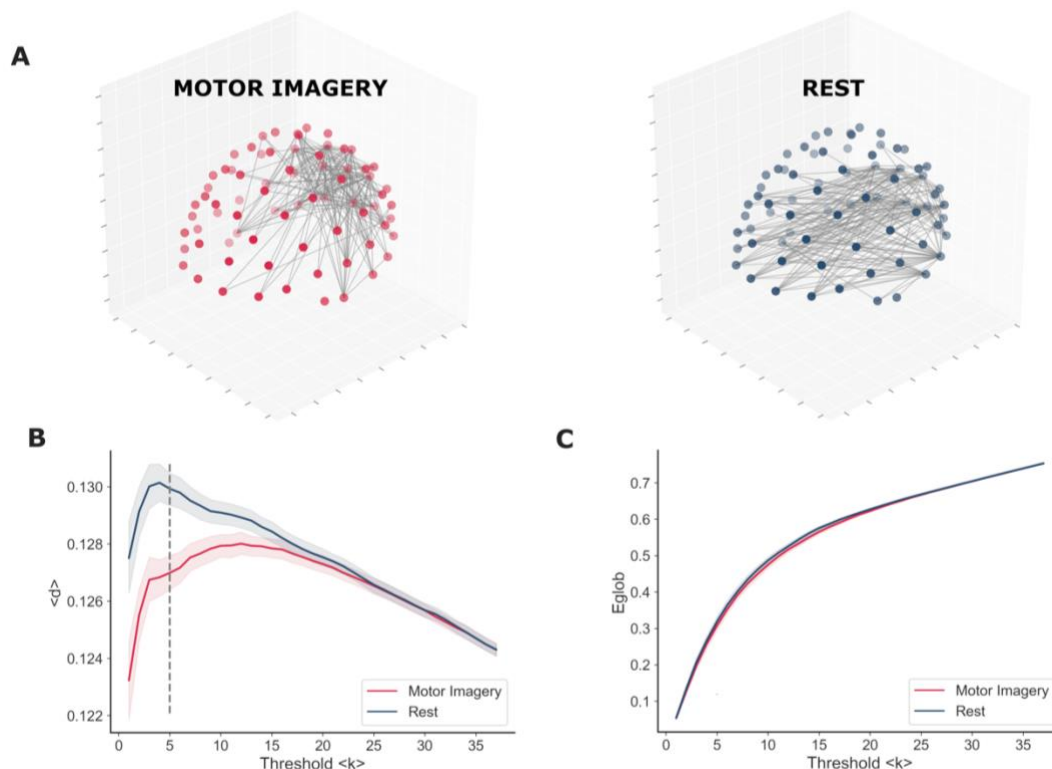 A
MOTOR IMAGERY
REST
B
0.130
0.128
0.126
0.124
0.122
<d>
0
5
10
15
20
25
30
35
Threshold <k>
Motor Imagery
Rest
C
0.7
0.6
0.5
0.4
0.3
0.2
0.1
Eglob
0
5
10
15
20
25
30
35
Threshold <k>
Motor Imagery
Rest